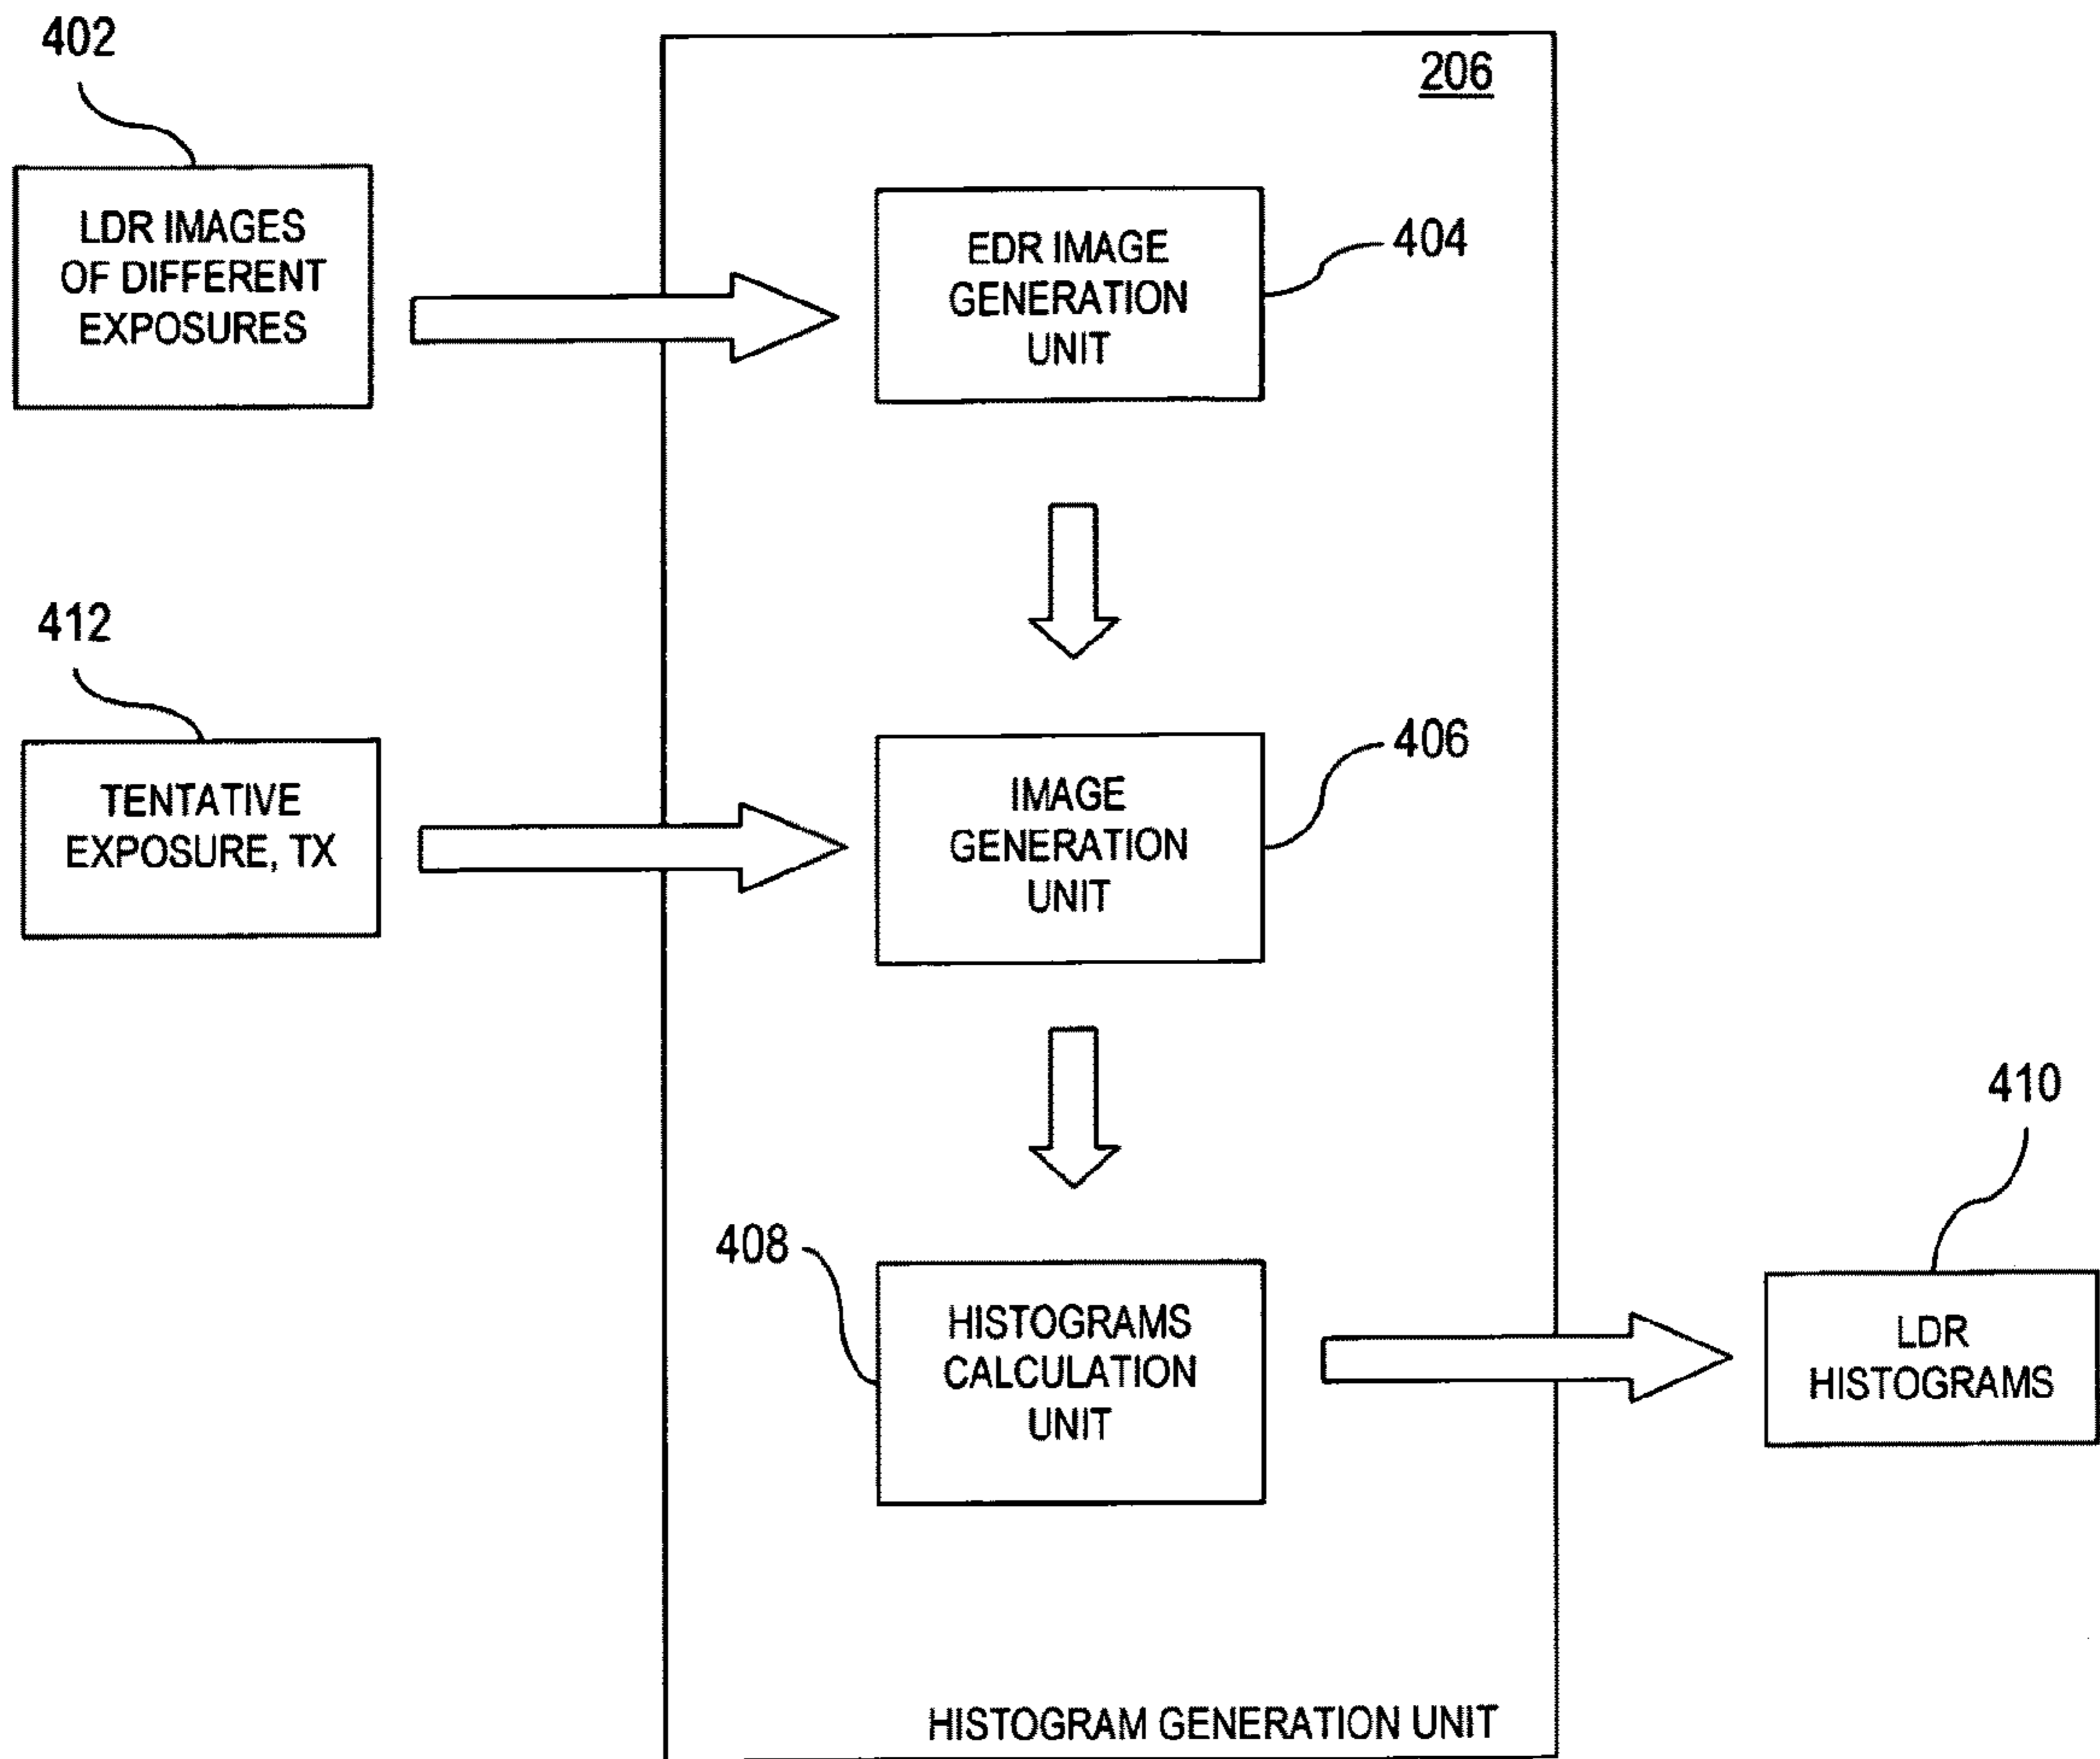 402
206
LDR IMAGES
OF DIFFERENT
EXPOSURES
EDR IMAGE
GENERATION
UNIT
404
412
TENTATIVE
EXPOSURE, TX
IMAGE
GENERATION
UNIT
406
408
HISTOGRAMS
CALCULATION
UNIT
410
LDR
HISTOGRAMS
HISTOGRAM GENERATION UNIT